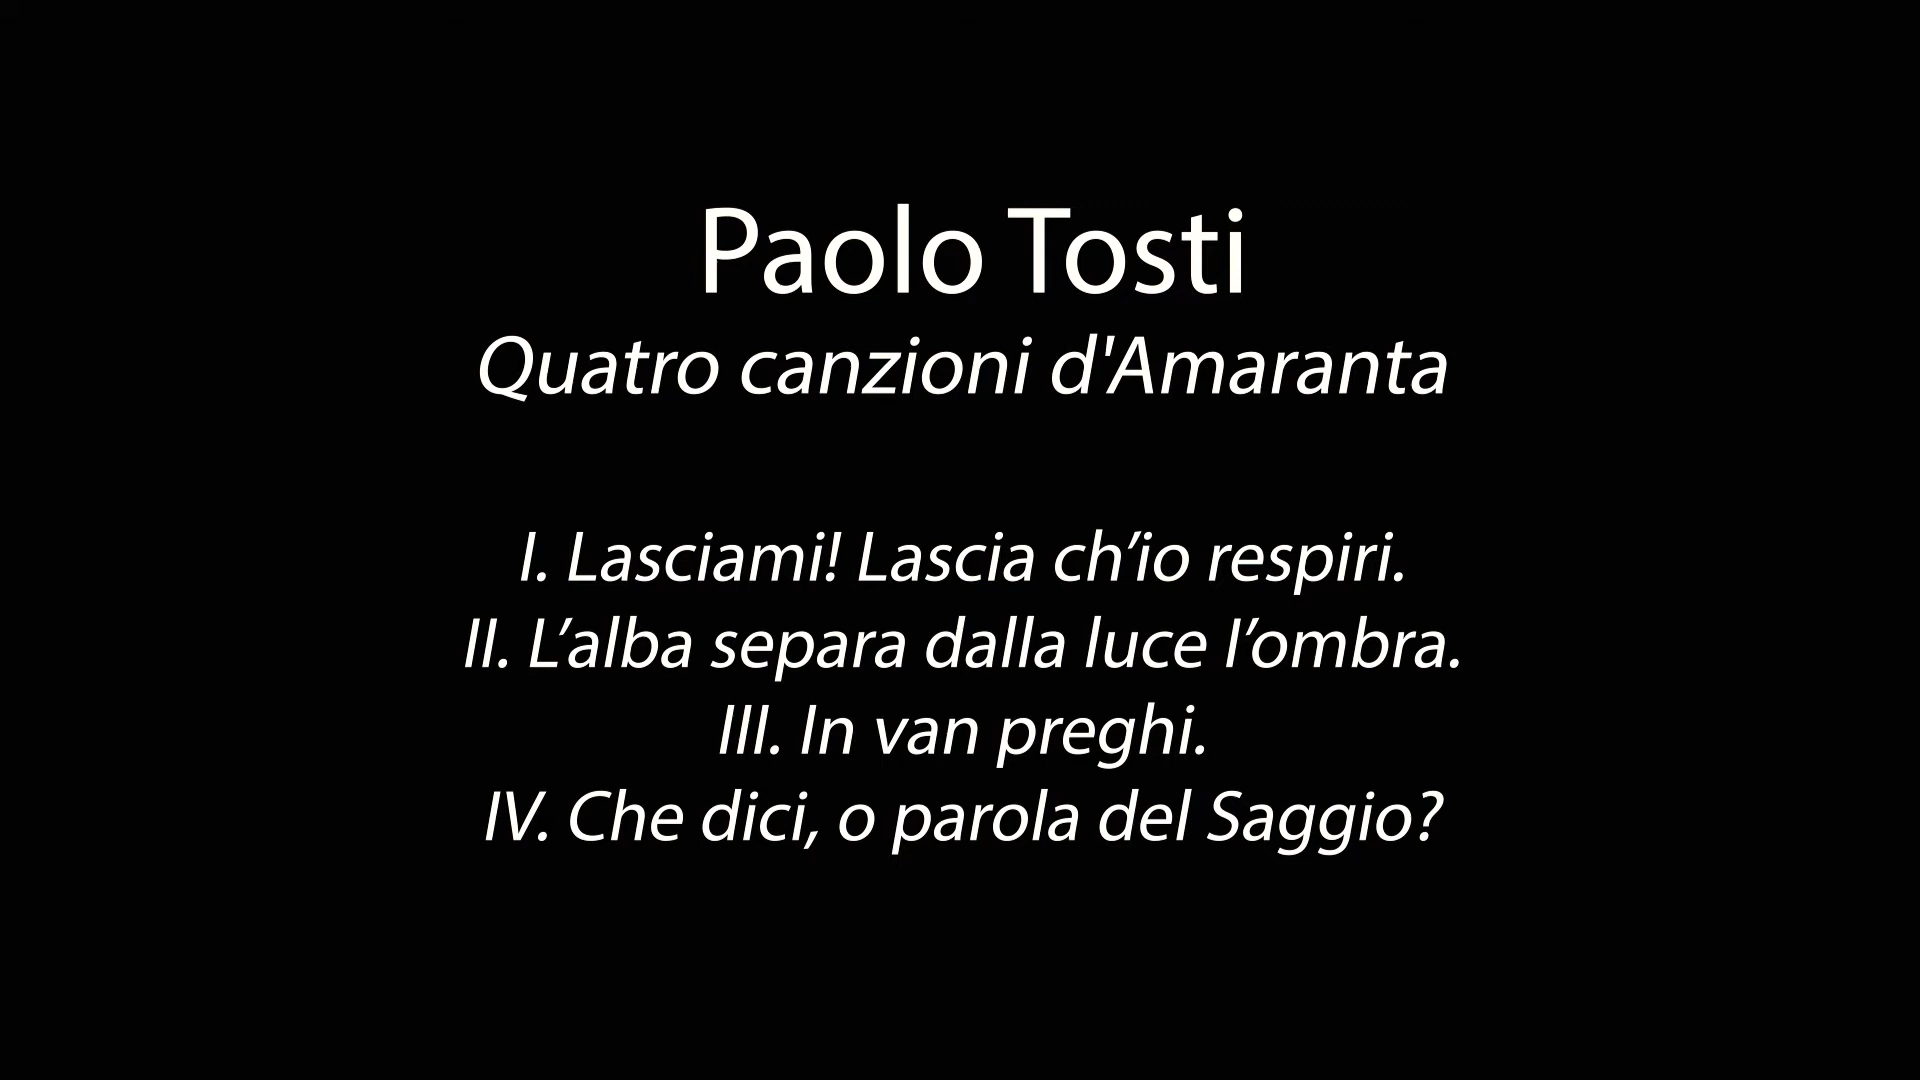 Paolo Tosti
Quatro canzioni d'Amaranta
I. Lasciami! Lascia ch’io respiri.
II. L’alba separa dalla luce l’ombra.
III. In van preghi.
IV. Che dici, o parola del Saggio?